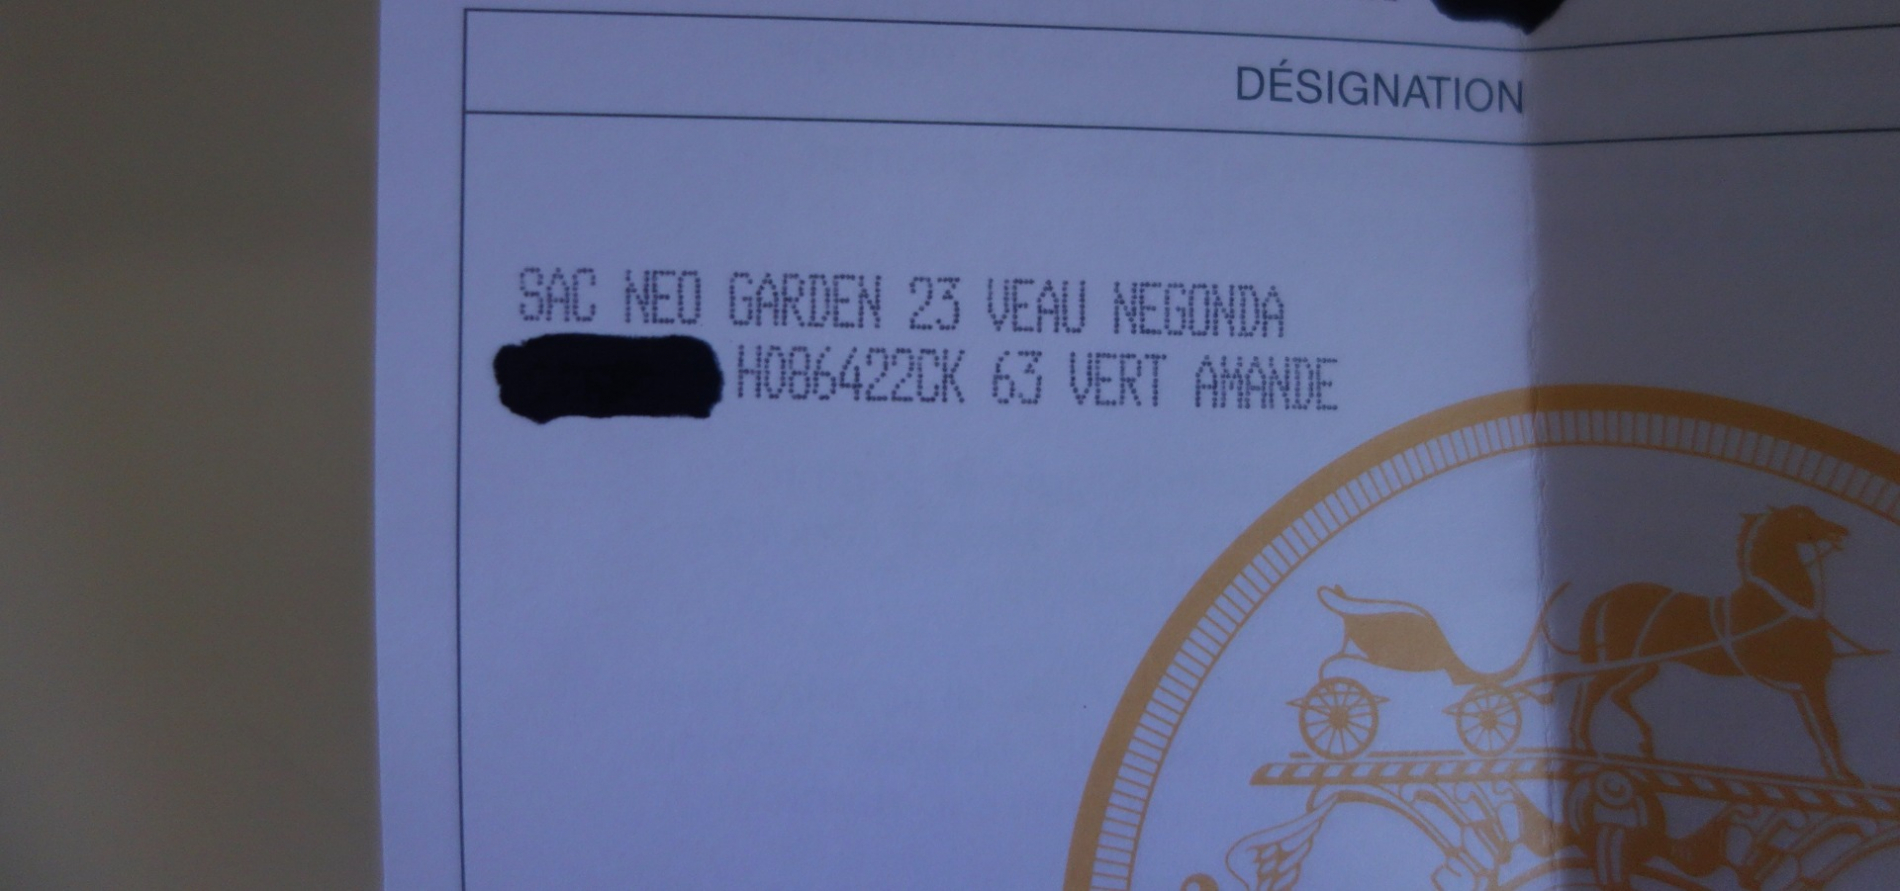 DÉSIGNATION
SAC NEO GARDEN 23 VEAU NEGONDA
H086422CK 63 VERT AMANDE